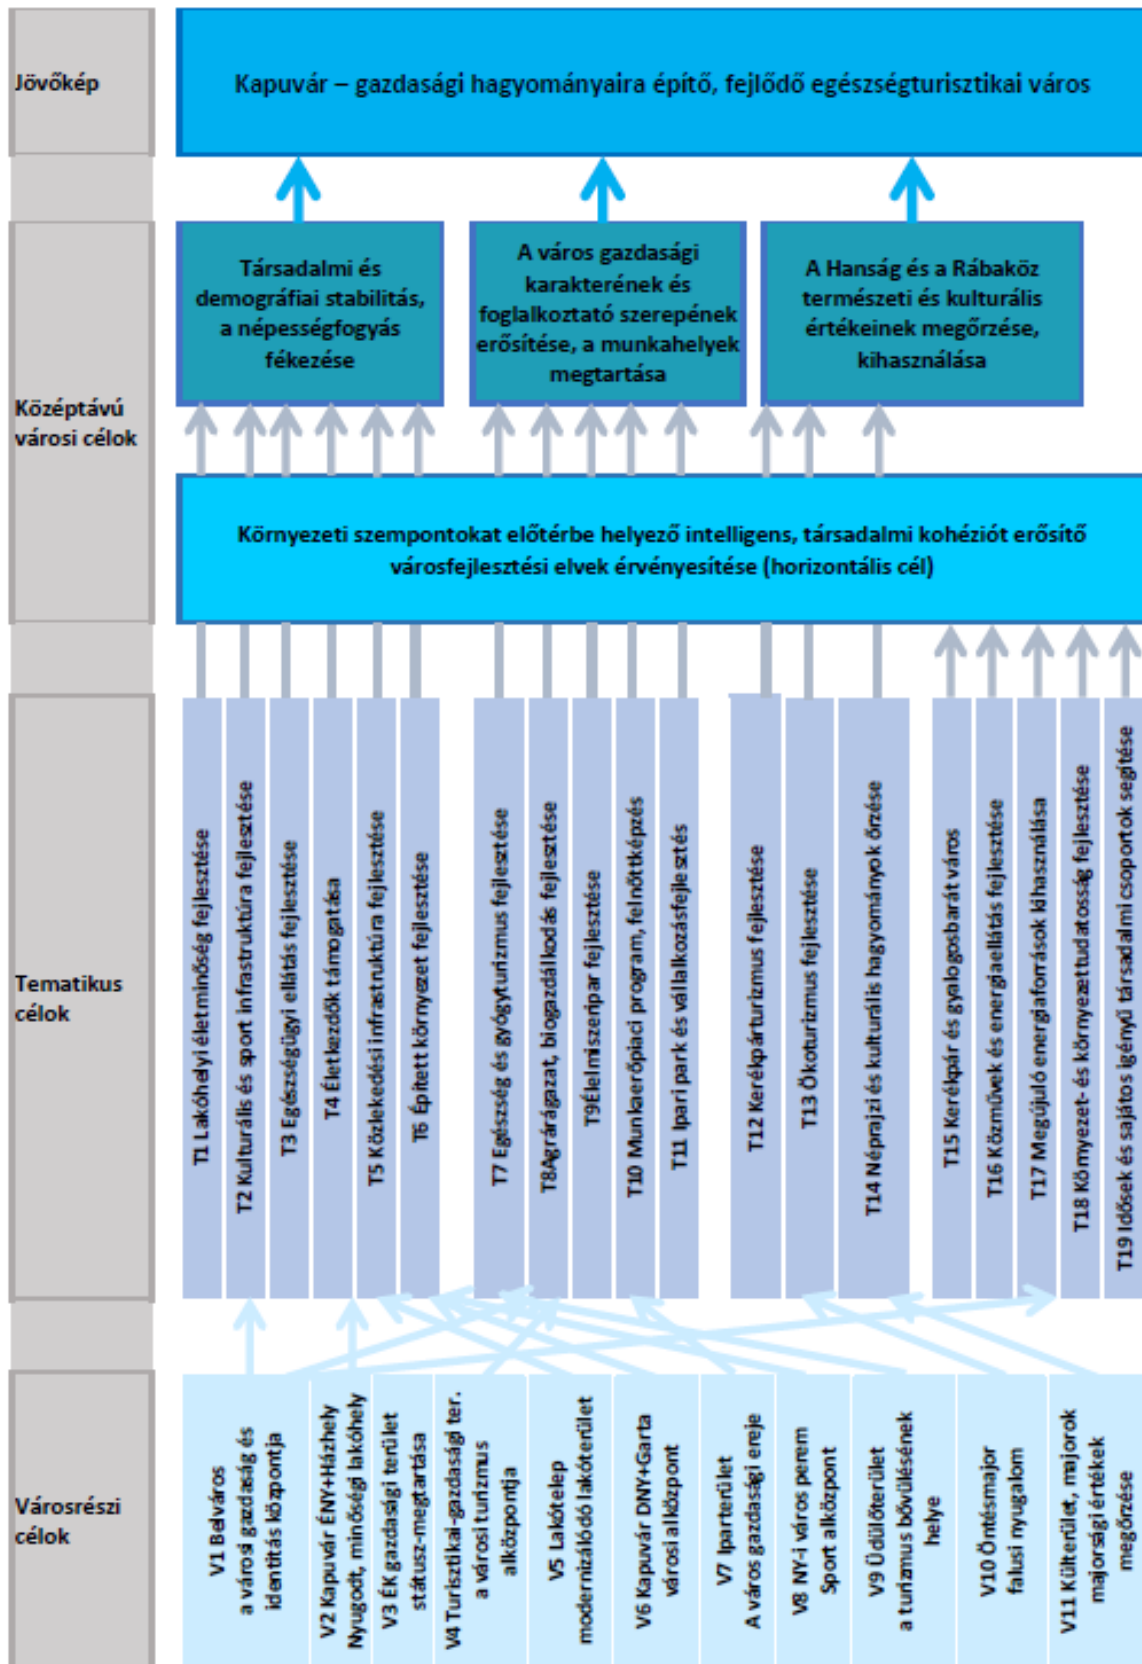 Jövőkép
Kapuvár – gazdasági hagyományaira építő, fejlődő egészségturisztikai város
Középtávú
városi célok
Társadalmi és
demográfiai stabilitás,
a népességfogyás
fékezése
A város gazdasági
karakterének és
foglalkoztató szerepének
erősítése, a munkahelyek
megtartása
A Hanság és a Rábaköz
természeti és kulturális
értékeinek megőrzése,
kihasználása
Környezeti szempontokat előtérbe helyező intelligens, társadalmi kohéziót erősítő
városfejlesztési elvek érvényesítése (horizontális cél)
Tematikus
célok
T1 Lakóhelyi életminőség fejlesztése
T2 Kulturális és sport infrastruktúra fejlesztése
T3 Egészségügyi ellátás fejlesztése
T4 Életkezdők támogatása
T5 Közlekedési infrastruktúra fejlesztése
T6 Épített környezet fejlesztése
T7 Egészség és gyógyturizmus fejlesztése
T8Agrárágazat, biogazdálkodás fejlesztése
T9Élelmiszeripar fejlesztése
T10 Munkaerőpiaci program, felnőttképzés
T11 Ipari park és vállalkozásfejlesztés
T12 Kerékpárturizmus fejlesztése
T13 Ökoturizmus fejlesztése
T14 Néprajzi és kulturális hagyományok őrzése
T15 Kerékpár és gyalogosbarát város
T16 Közművek és energiaellátás fejlesztése
T17 Megújuló energiaforrások kihasználása
T18 Környezet- és környezettudatosság fejlesztése
T19 Idősek és sajátos igényű társadalmi csoportok segítése
Városrészi
célok
V1 Belváros
a városi gazdaság és
identitás központja
V2 Kapuvár ÉNY+Házhely
Nyugodt, minőségi lakóhely
V3 ÉK gazdasági terület
státusz-megtartása
V4 Turisztikai-gazdasági ter.
a városi turizmus
alközpontja
V5 Lakótelep
modernizálódó lakóterület
V6 Kapuvár DNY+Garta
városi alközpont
V7 Iparterület
A város gazdasági ereje
V8 NY-i város perem
Sport alközpont
V9 Üdülőterület
a turizmus bővülésének
helye
V10 Öntésmajor
falusi nyugalom
V11 Külterület, majorok
majorsági értékek
megőrzése